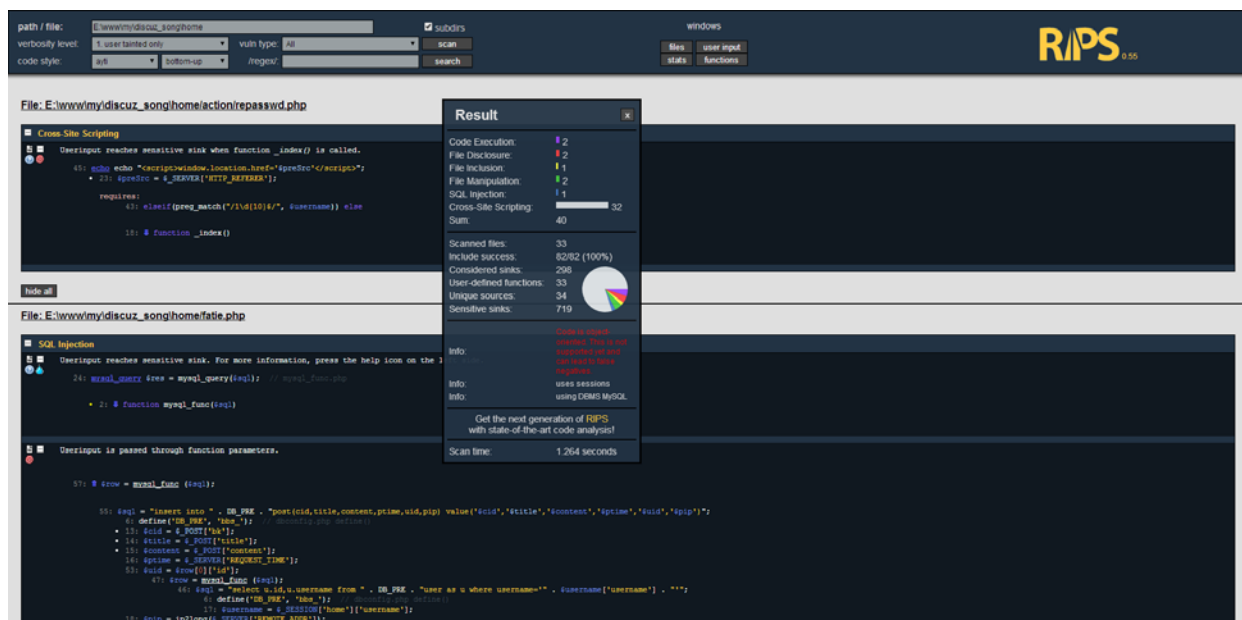 path / file: E:\www\my\discuz_song\home subdirs
verbosity level: 1. user tainted only vuln type: All scan
code style: ayti bottom-up /regex/: search
windows
files user input
stats functions
RIPS 0.55
File: E:\www\my\discuz_song\home/action/repasswd.php
Cross-Site Scripting
Userinput reaches sensitive sink when function _index() is called.
65: echo echo "<script>window.location.href='$preSrc'</script>";
23: $preSrc = $_SERVER['HTTP_REFERER'];
requires:
63: elseif(preg_match("/1\d{10}$/", $username)) else
18: function _index()
hide all
File: E:\www\my\discuz_song\home/fatie.php
SQL Injection
Userinput reaches sensitive sink. For more information, press the help icon on the
24: mysql_query $res = mysql_query($sql); // mysql_func.php
2: function mysql_func($sql)
Userinput is passed through function parameters.
57: $row = mysql_func ($sql);
55: $sql = "insert into " . DB_PRE . "post(cid,title,content,ptime,uid,pip) value('$cid','$title','$content','$ptime','$uid','$pip')";
6: define('DB_PRE', 'bbs_'); // dbconfig.php define()
13: $cid = $_POST['bk'];
14: $title = $_POST['title'];
15: $content = $_POST['content'];
16: $ptime = $_SERVER['REQUEST_TIME'];
53: $uid = $row[0]['id'];
47: $row = mysql_func ($sql);
46: $sql = "select u.id,u.username from " . DB_PRE . "user as u where username='" . $username['username'] . "'";
6: define('DB_PRE', 'bbs_'); // dbconfig.php define()
17: $username = $_SESSION['home']['username'];
18: $pip = ip2long($_SERVER['REMOTE_ADDR']);
Result x
Code Execution: 2
File Disclosure: 2
File Inclusion: 1
File Manipulation: 2
SQL Injection: 1
Cross-Site Scripting: 32
Sum: 40
Scanned files: 33
Include success: 82/82 (100%)
Considered sinks: 298
User-defined functions: 33
Unique sources: 34
Sensitive sinks: 719
Info: Code is object-oriented. This is not supported yet and can lead to false negatives.
Info: uses sessions
Info: using DBMS MySQL
Get the next generation of RIPS
with state-of-the-art code analysis!
Scan time: 1.264 seconds